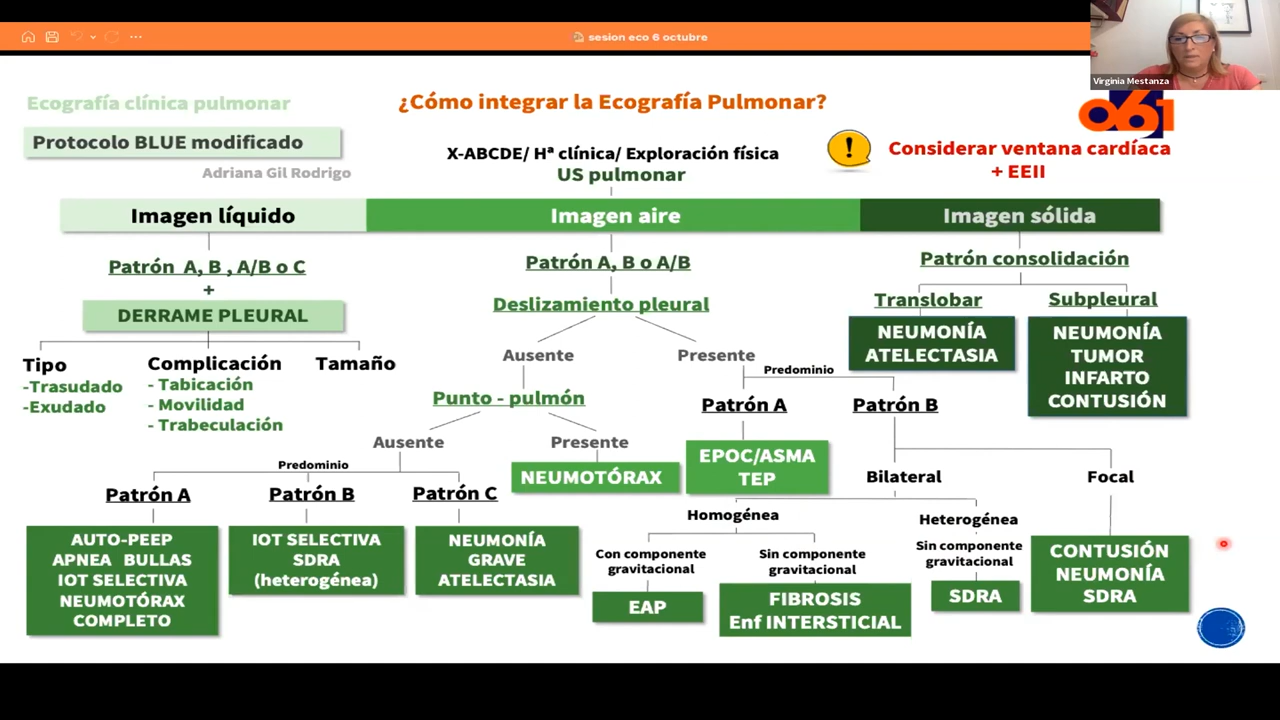 sesion eco 6 octubre
Virginia Mestanza
Ecografía clínica pulmonar
¿Cómo integrar la Ecografía Pulmonar?
061
Protocolo BLUE modificado
Adriana Gil Rodrigo
X-ABCDE/ Hª clínica/ Exploración física
US pulmonar
!
Considerar ventana cardíaca
+ EEII
Imagen líquido
Imagen aire
Imagen sólida
Patrón A, B , A/B o C
+
DERRAME PLEURAL
Tipo
-Trasudado
-Exudado
Complicación
- Tabicación
- Movilidad
- Trabeculación
Tamaño
Patrón A, B o A/B
Deslizamiento pleural
Ausente
Presente
Punto - pulmón
Ausente
Presente
NEUMOTÓRAX
Predominio
Patrón A
Patrón B
Patrón C
AUTO-PEEP
APNEA BULLAS
IOT SELECTIVA
NEUMOTÓRAX
COMPLETO
IOT SELECTIVA
SDRA
(heterogénea)
NEUMONÍA
GRAVE
ATELECTASIA
Predominio
Patrón A
Patrón B
EPOC/ASMA
TEP
Bilateral
Focal
Homogénea
Heterogénea
Con componente
gravitacional
Sin componente
gravitacional
Sin componente
gravitacional
EAP
FIBROSIS
Enf INTERSTICIAL
SDRA
CONTUSIÓN
NEUMONÍA
SDRA
Patrón consolidación
Translobar
Subpleural
NEUMONÍA
ATELECTASIA
NEUMONÍA
TUMOR
INFARTO
CONTUSIÓN